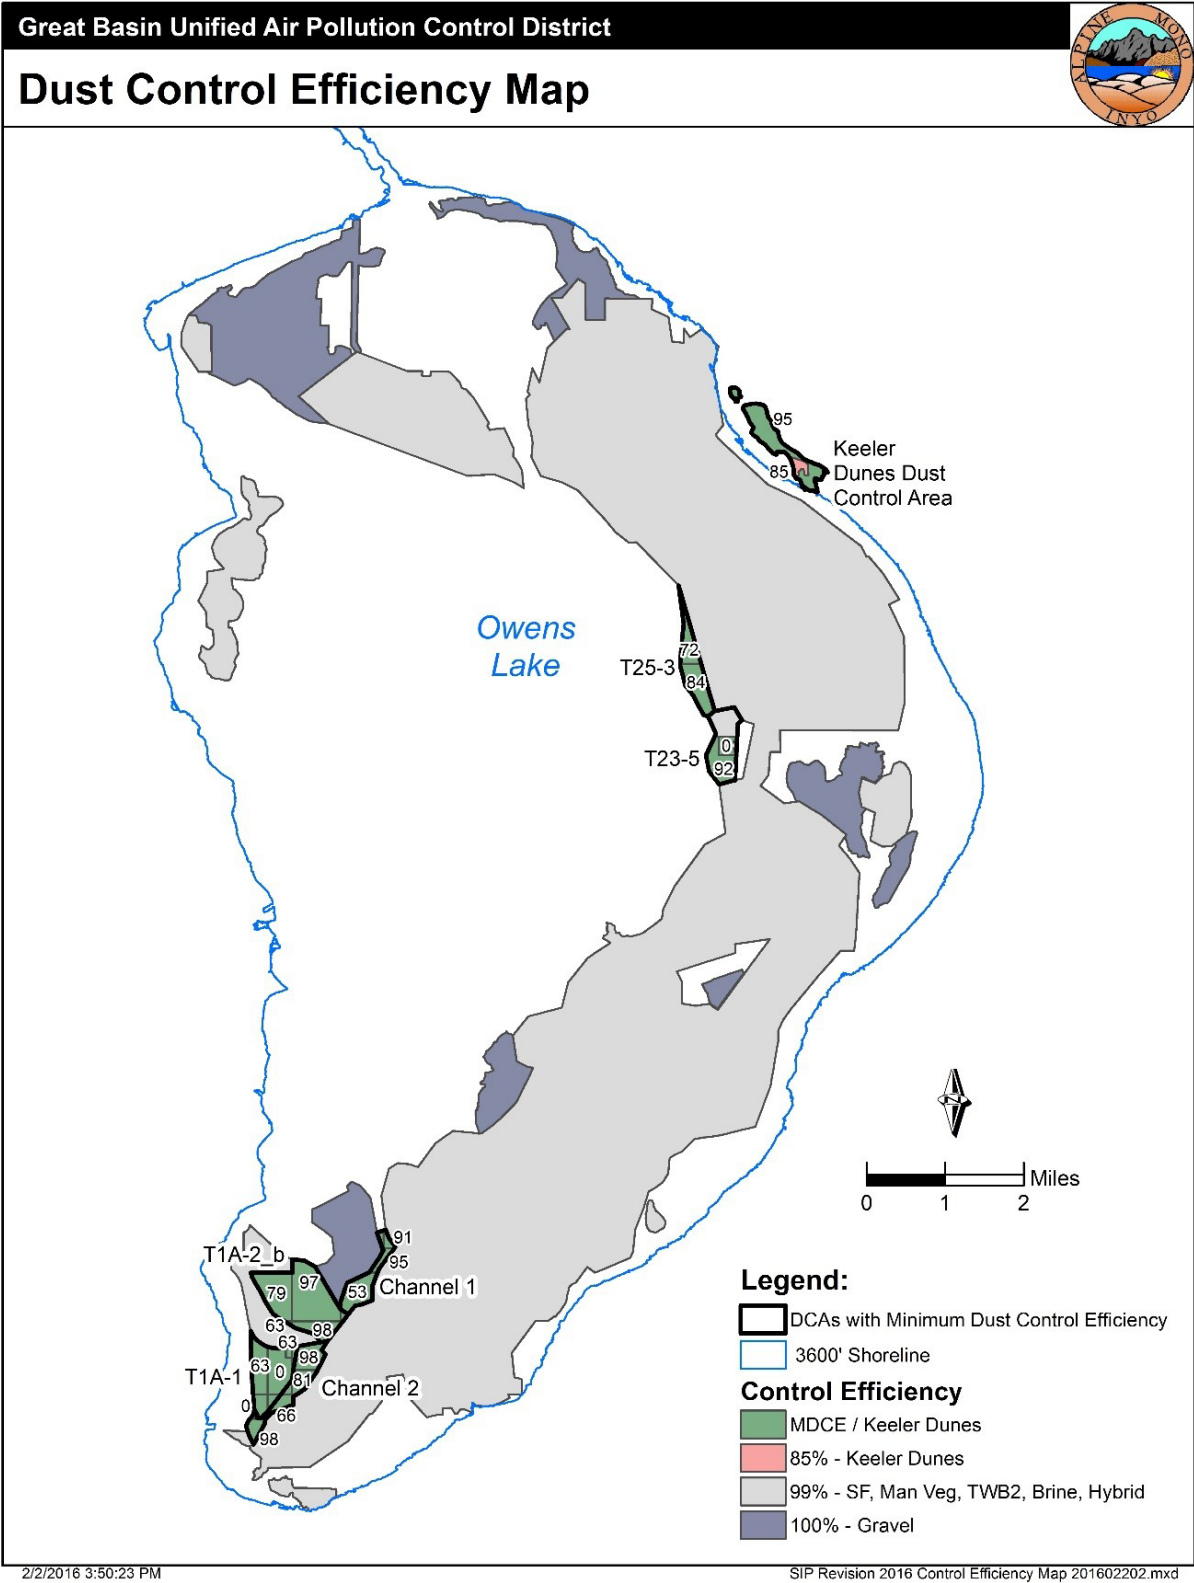 Great Basin Unified Air Pollution Control District
Dust Control Efficiency Map
ALPINE MONO INYO
95
Keeler
Dunes Dust
Control Area
85
Owens
Lake
72
T25-3
84
0
T23-5
92
N
Miles
0 1 2
91
T1A-2_b
95
97
79
53
Channel 1
63
98
63
98
63
0
T1A-1
81
Channel 2
0
66
98
Legend:
DCAs with Minimum Dust Control Efficiency
3600' Shoreline
Control Efficiency
MDCE / Keeler Dunes
85% - Keeler Dunes
99% - SF, Man Veg, TWB2, Brine, Hybrid
100% - Gravel
2/2/2016 3:50:23 PM
SIP Revision 2016 Control Efficiency Map 201602202.mxd